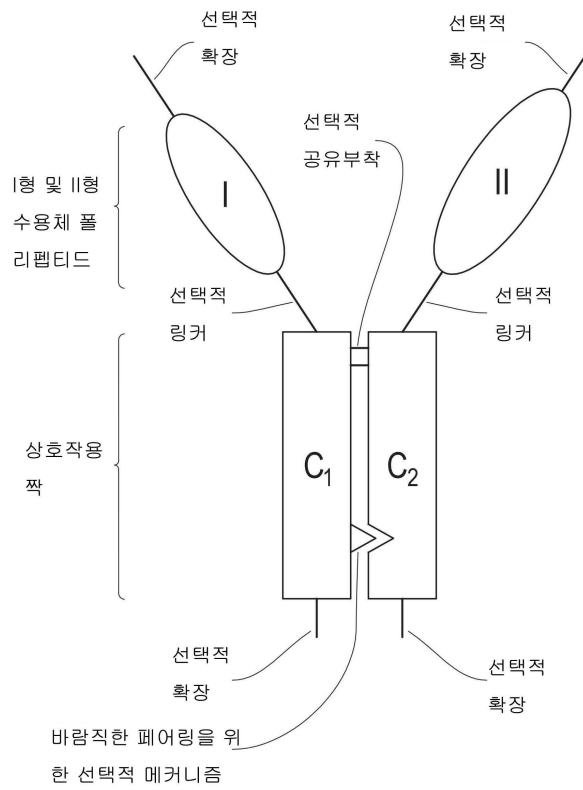 선택적
확장
선택적
확장
선택적
공유부착
I형 및 II형
수용체 폴
리펩티드
I
II
선택적
링커
선택적
링커
상호작용
짝
C1
C2
선택적
확장
선택적
확장
바람직한 페어링을 위
한 선택적 메커니즘